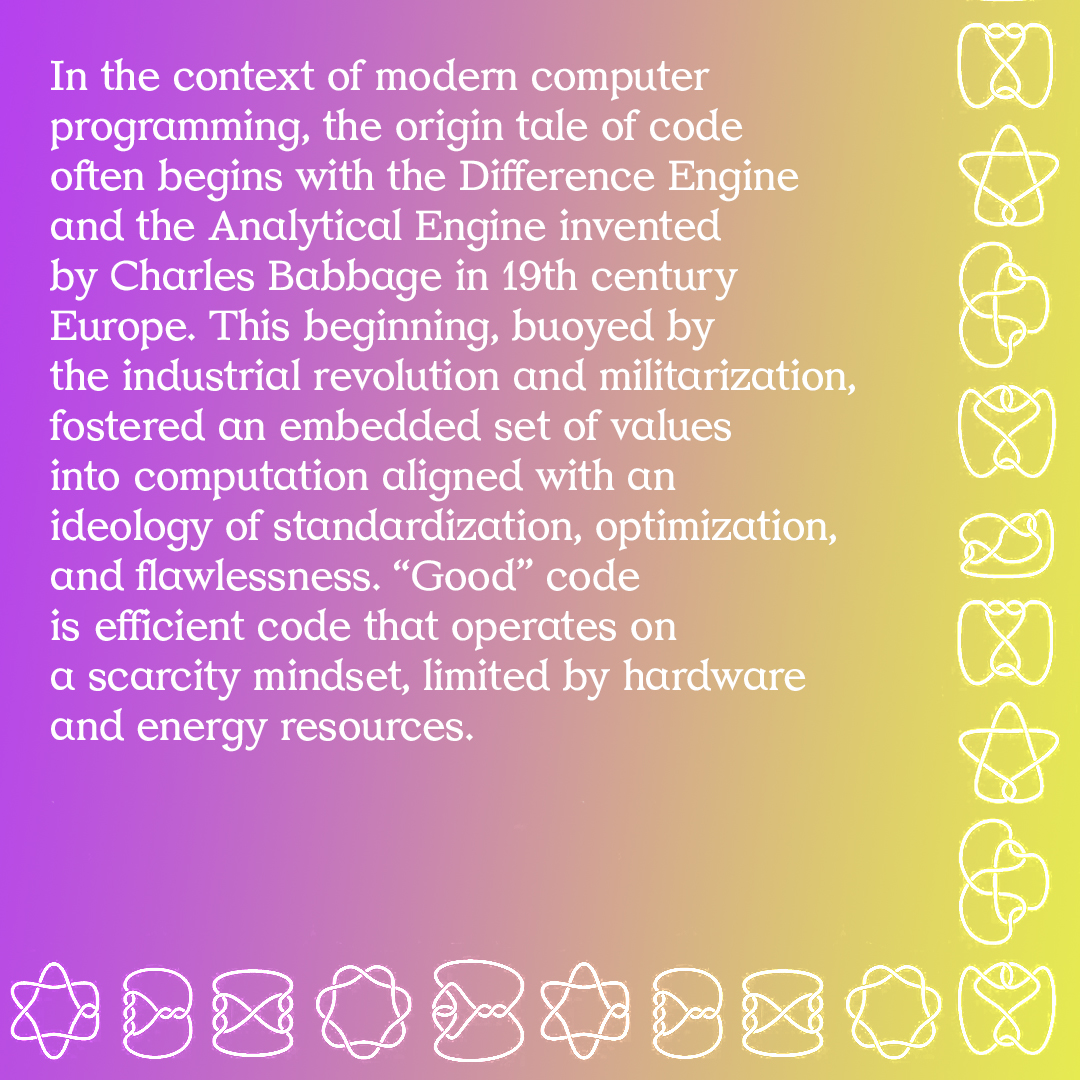 In the context of modern computer
programming, the origin tale of code
often begins with the Difference Engine
and the Analytical Engine invented
by Charles Babbage in 19th century
Europe. This beginning, buoyed by
the industrial revolution and militarization,
fostered an embedded set of values
into computation aligned with an
ideology of standardization, optimization,
and flawlessness. “Good” code
is efficient code that operates on
a scarcity mindset, limited by hardware
and energy resources.